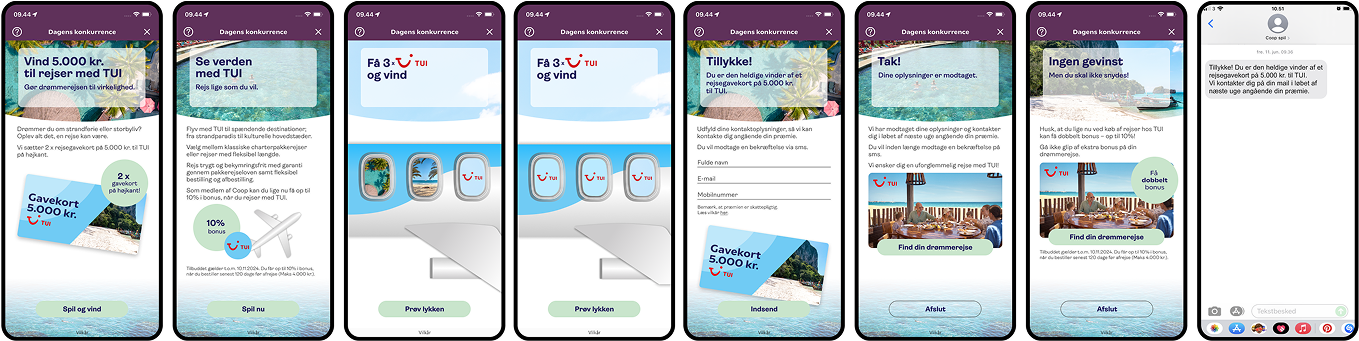 09.44
Dagens konkurrence
Vind 5.000 kr.
til rejser med TUI
Gør drømmerejsen til virkelighed.
Drømmer du om strandferie eller storbyliv?
Oplev alt det, en rejse kan være.
Vi sætter 2 x rejsegavekort på 5.000 kr. til TUI
på højkant.
2 x
gavekort
på højkant!
Gavekort
5.000 kr.
TUI
Spil og vind
Vilkår
09.44
Dagens konkurrence
Se verden
med TUI
Rejs lige som du vil.
Flyv med TUI til spændende destinationer,
fra strandparadis til kulturelle hovedstæder.
Vælg mellem klassiske charterpakkerejser
eller rejser med fleksibel længde.
Rejs trygt og bekymringsfrit med garanti
gennem pakkerejseloven samt fleksibel
bestilling og afbestilling.
Som medlem af Coop kan du lige nu få op til
10% i bonus, når du rejser med TUI.
10%
bonus
TUI
Tilbuddet gælder t.o.m. 10.11.2024. Du får op til 10% i bonus,
når du bestiller senest 120 dage før afrejse (Maks 4.000 kr.).
Spil nu
Vilkår
09.44
Dagens konkurrence
Få 3x TUI
og vind
TUI
Prøv lykken
Vilkår
09.44
Dagens konkurrence
Få 3x TUI
og vind
TUI
TUI
TUI
Prøv lykken
Vilkår
09.44
Dagens konkurrence
Tillykke!
Du er den heldige vinder af et
rejsegavekort på 5.000 kr.
til TUI.
Udfyld dine kontaktoplysninger, så vi kan
kontakte dig angående din præmie.
Du vil modtage en bekræftelse via sms.
Fulde navn
E-mail
Mobilnummer
Bemærk, at præmien er skattepligtig.
Læs vilkår her.
Gavekort
5.000 kr.
TUI
Indsend
Vilkår
09.44
Dagens konkurrence
Tak!
Dine oplysninger er modtaget.
Vi har modtaget dine oplysninger og kontakter
dig i løbet af næste uge angående din præmie.
Du vil inden længe modtage en bekræftelse på
sms.
Vi ønsker dig en uforglemmelig rejse med TUI!
TUI
Find din drømmerejse
Afslut
Vilkår
09.44
Dagens konkurrence
Ingen gevinst
Men du skal ikke snydes!
Husk, at du lige nu ved køb af rejser hos TUI
kan få dobbelt bonus – op til 10%!
Gå ikke glip af ekstra bonus på din
drømmerejse.
Få
dobbelt
bonus
TUI
Find din drømmerejse
Tilbuddet gælder t.o.m. 10.11.2024. Du får op til 10% i bonus,
når du bestiller senest 120 dage før afrejse (Maks 4.000 kr.).
Afslut
Vilkår
3
10.51
Coop spil
fre. 11. jun. 09.36
Tillykke! Du er den heldige vinder af et
rejsegavekort på 5.000 kr. til TUI.
Vi kontakter dig på din mail i løbet af
næste uge angående din præmie.
Tekstbesked